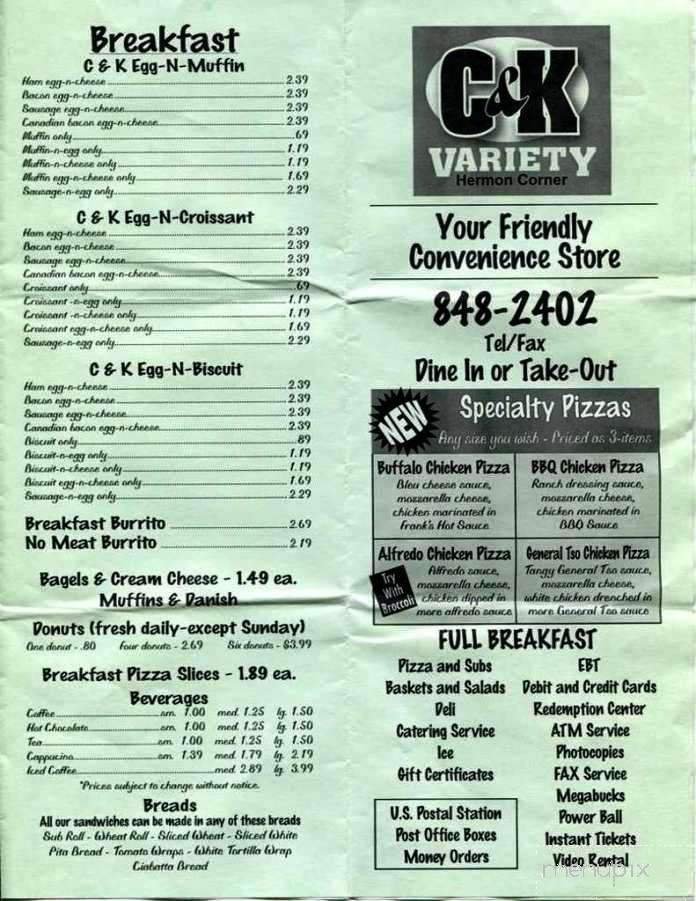 Breakfast
C & K Egg-N-Muffin
Ham egg-n-cheese 2.39
Bacon egg-n-cheese 2.39
Sausage egg-n-cheese 2.39
Canadian bacon egg-n-cheese 2.39
Muffin only .69
Muffin-n-egg only 1.19
Muffin-n-cheese only 1.19
Muffin egg-n-cheese only 1.69
Sausage-n-egg only 2.29
C & K Egg-N-Croissant
Ham egg-n-cheese 2.39
Bacon egg-n-cheese 2.39
Sausage egg-n-cheese 2.39
Canadian bacon egg-n-cheese 2.39
Croissant only .69
Croissant -n-egg only 1.19
Croissant -n-cheese only 1.19
Croissant egg-n-cheese only 1.69
Sausage-n-egg only 2.29
C & K Egg-N-Biscuit
Ham egg-n-cheese 2.39
Bacon egg-n-cheese 2.39
Sausage egg-n-cheese 2.39
Canadian bacon egg-n-cheese 2.39
Biscuit only .89
Biscuit-n-egg only 1.19
Biscuit-n-cheese only 1.19
Biscuit egg-n-cheese only 1.69
Sausage-n-egg only 2.29
Breakfast Burrito 2.69
No Meat Burrito 2.19
Bagels & Cream Cheese - 1.49 ea.
Muffins & Danish
Donuts (fresh daily-except Sunday)
One donut - .80 Four donuts - 2.69 Six donuts - $3.99
Breakfast Pizza Slices - 1.89 ea.
Beverages
Coffee sm. 1.00 med. 1.25 lg. 1.50
Hot Chocolate sm. 1.00 med. 1.25 lg. 1.50
Tea sm. 1.00 med. 1.25 lg. 1.50
Cappucino sm. 1.39 med. 1.79 lg. 2.19
Iced Coffee med 2.89 lg. 3.99
*Prices subject to change without notice.
Breads
All our sandwiches can be made in any of these breads
Sub Roll - Wheat Roll - Sliced Wheat - Sliced White
Pita Bread - Tomato Wraps - White Tortilla Wrap
Ciabatta Bread
C&K
VARIETY
Hermon Corner
Your Friendly
Convenience Store
848-2402
Tel/Fax
Dine In or Take-Out
NEW
Specialty Pizzas
Any size you wish - Priced as 3-items
Buffalo Chicken Pizza
Bleu cheese sauce,
mozzarella cheese,
chicken marinated in
Frank's Hot Sauce
BBQ Chicken Pizza
Ranch dressing sauce,
mozzarella cheese,
chicken marinated in
BBQ Sauce
Alfredo Chicken Pizza
Alfredo sauce,
mozzarella cheese,
chicken dipped in
more alfredo sauce
Try
With
Broccoli
General Tso Chicken Pizza
Tangy General Tso sauce,
mozzarella cheese,
white chicken drenched in
more General Tso sauce
FULL BREAKFAST
Pizza and Subs
Baskets and Salads
Deli
Catering Service
Ice
Gift Certificates
EBT
Debit and Credit Cards
Redemption Center
ATM Service
Photocopies
FAX Service
Megabucks
Power Ball
Instant Tickets
Video Rental
U.S. Postal Station
Post Office Boxes
Money Orders
menupix